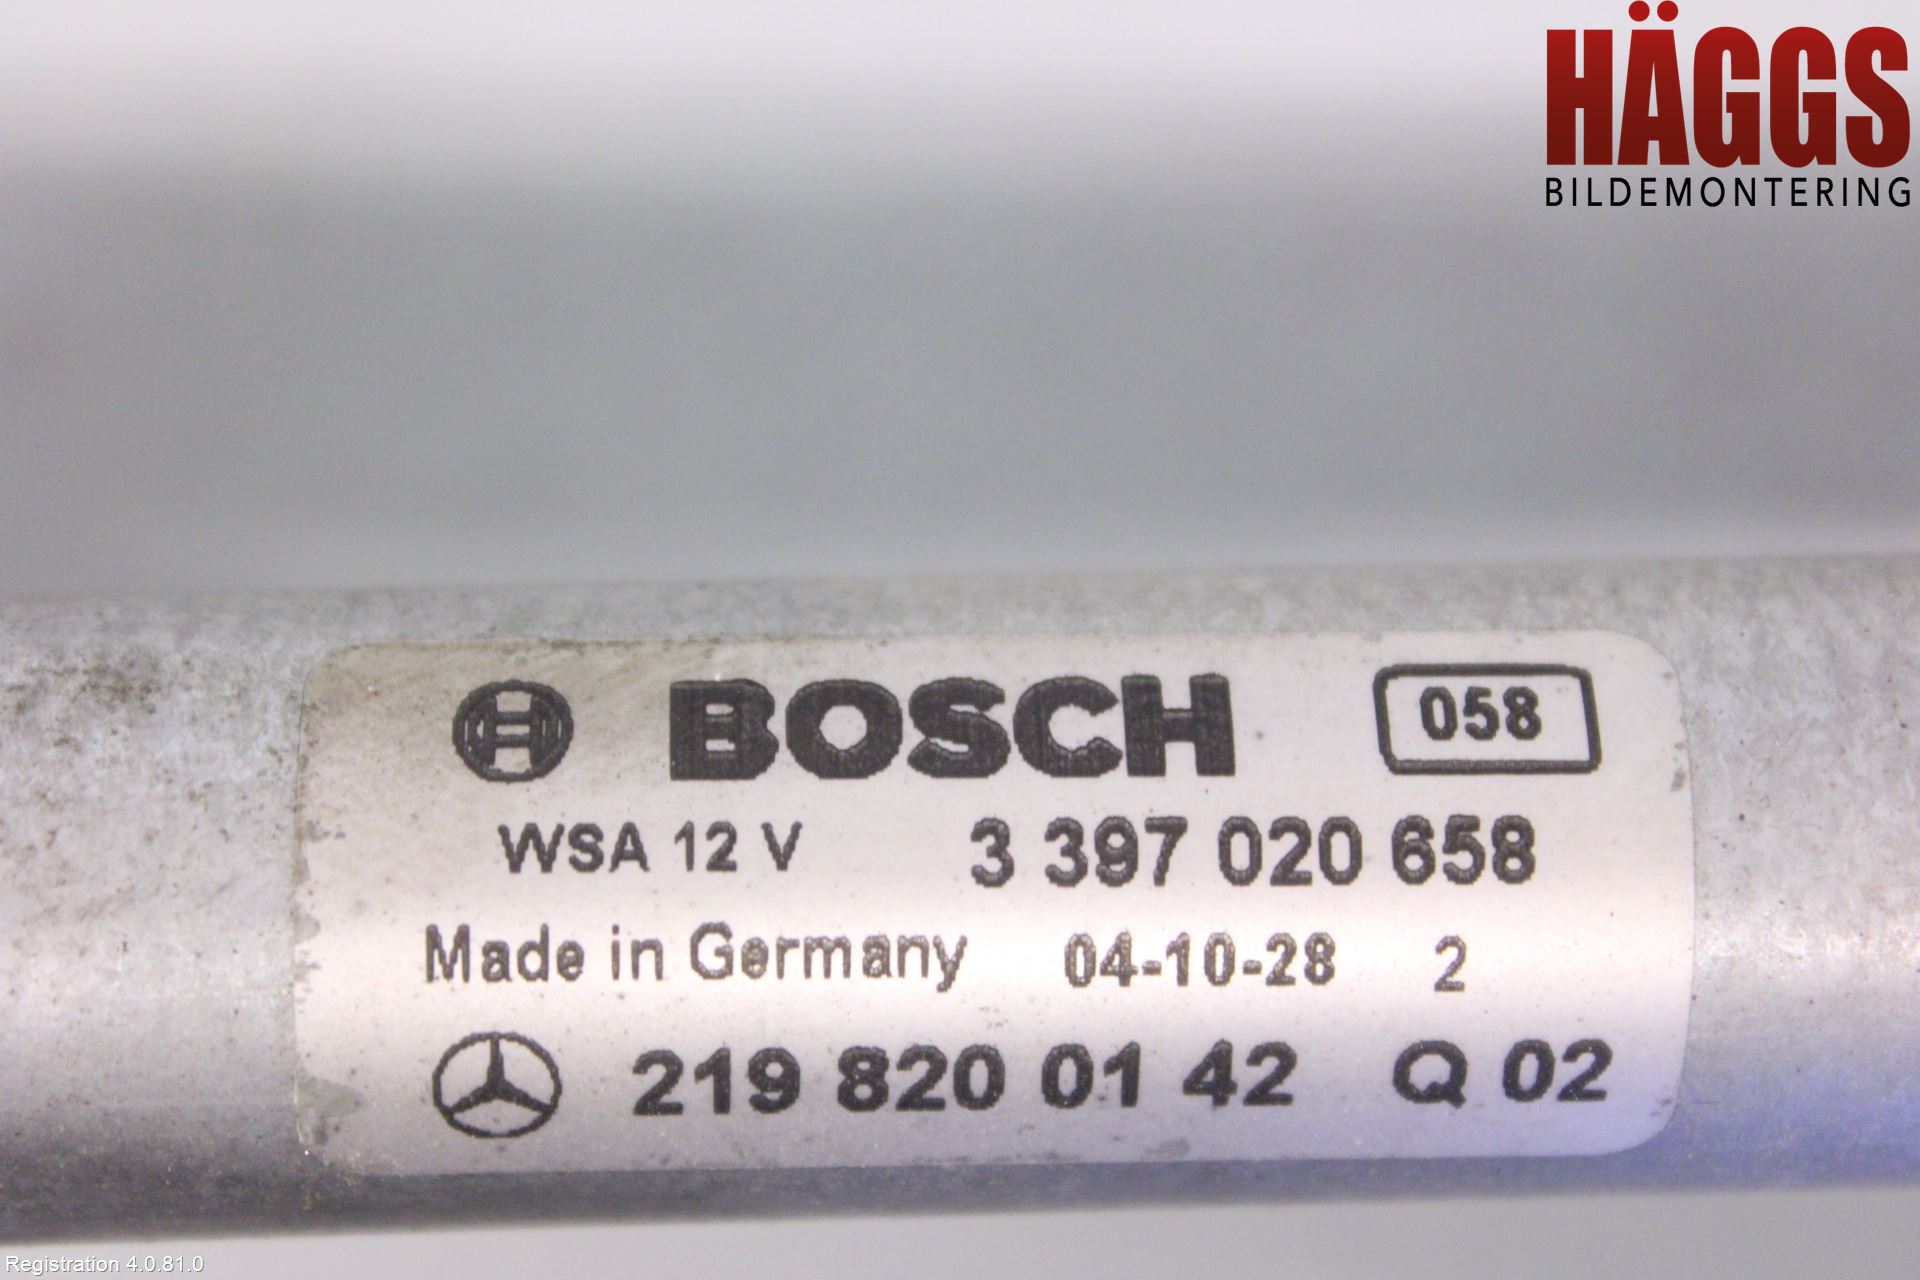 HÄGGS
BILDEMONTERING
BOSCH 058
WSA 12 V 3 397 020 658
Made in Germany 04-10-28 2
219 820 01 42 Q 02
Registration 4.0.81.0